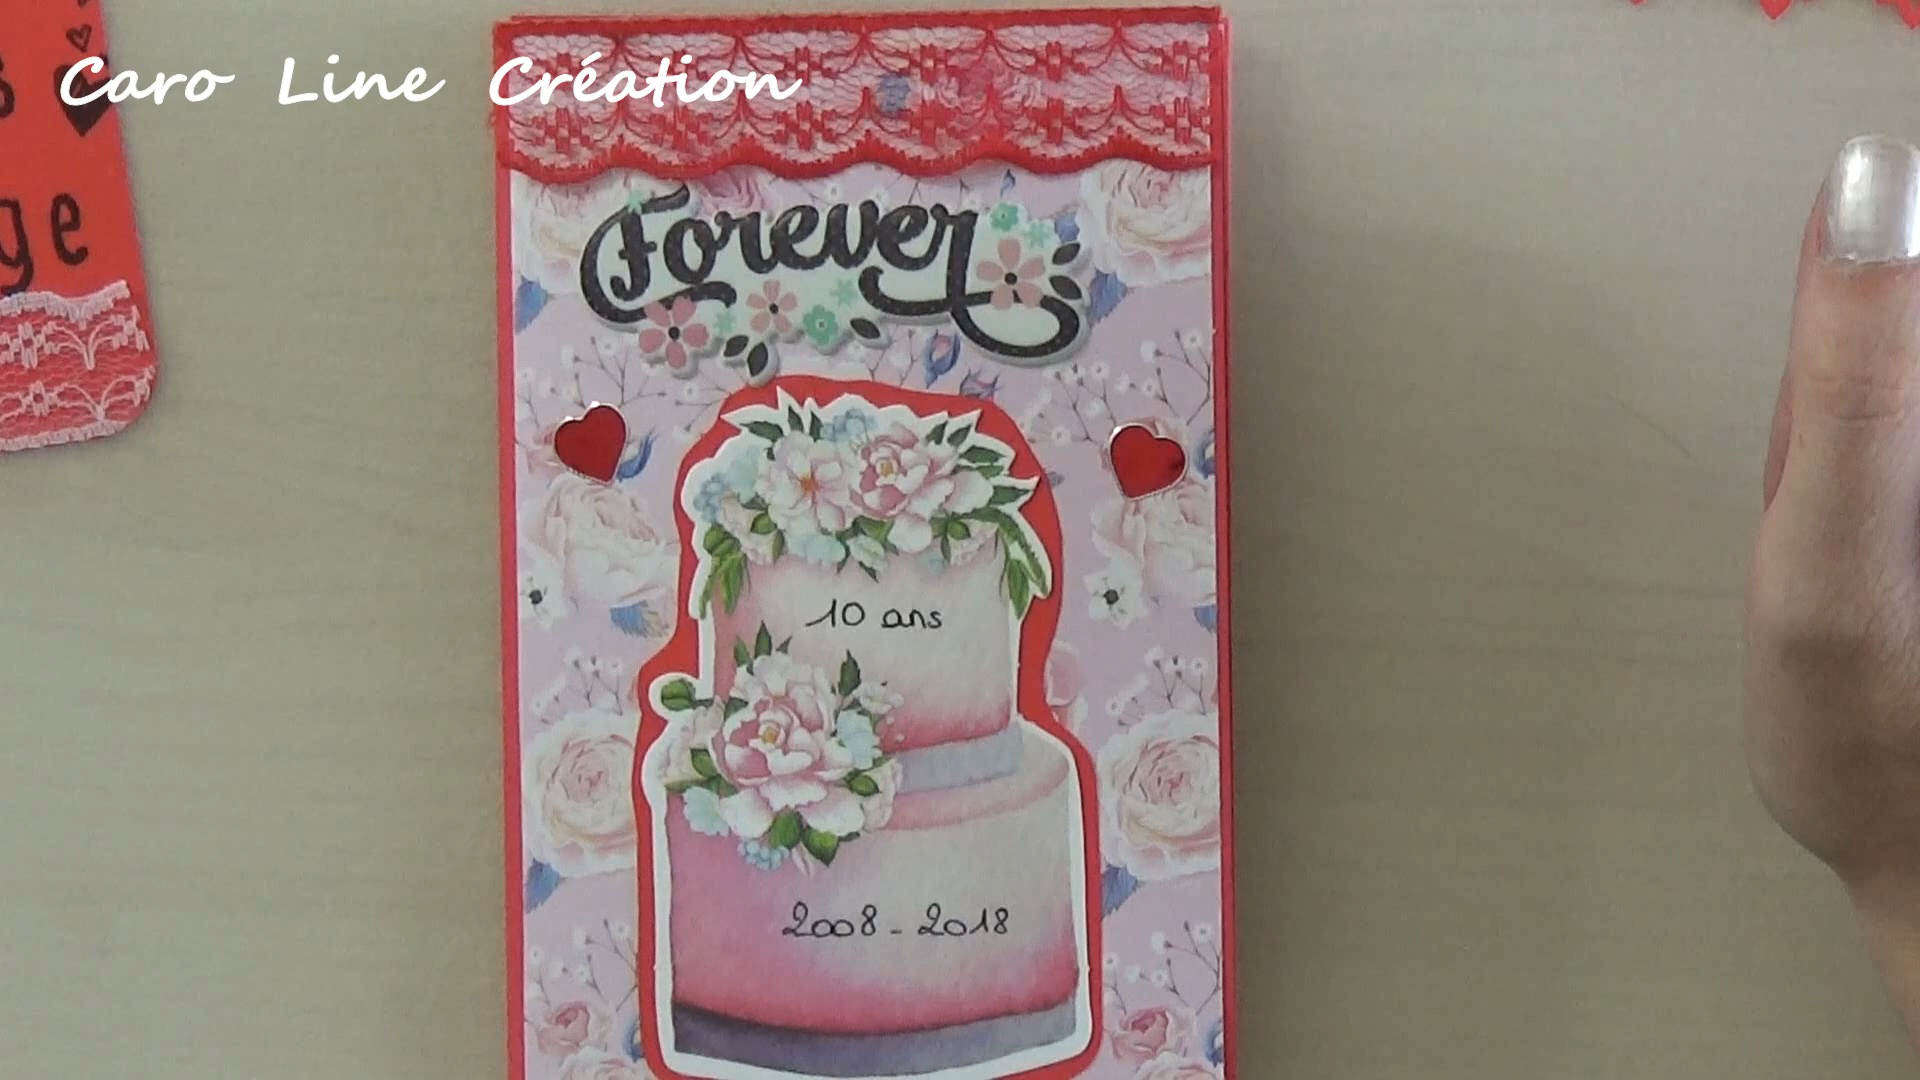 Caro Line Création
s
ge
Forever
10 ans
2008 - 2018